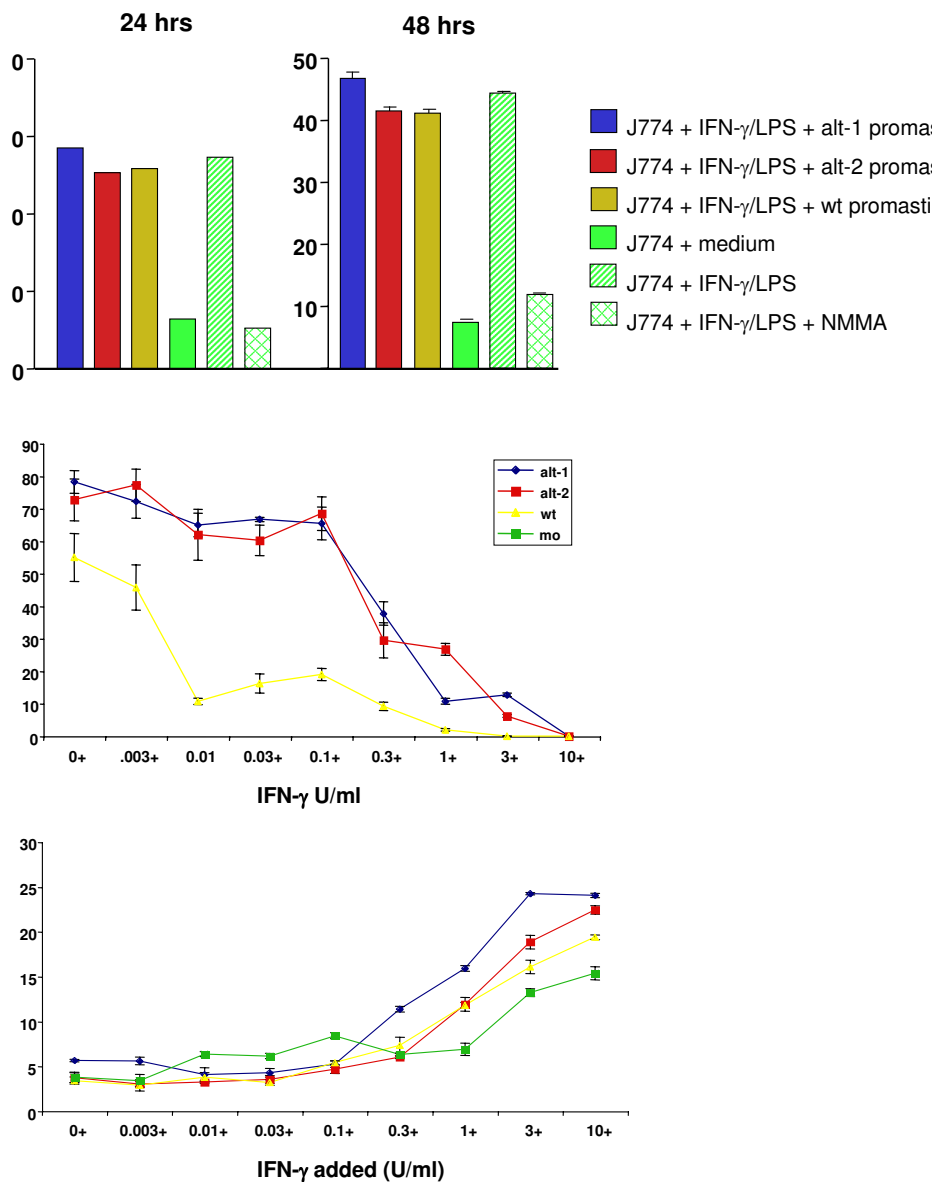 24 hrs
48 hrs
0
0
0
0
0
50
40
30
20
10
J774 + IFN-γ/LPS + alt-1 promas
J774 + IFN-γ/LPS + alt-2 promas
J774 + IFN-γ/LPS + wt promasti
J774 + medium
J774 + IFN-γ/LPS
J774 + IFN-γ/LPS + NMMA
90
80
70
60
50
40
30
20
10
0
alt-1
alt-2
wt
mo
0+ .003+ 0.01 0.03+ 0.1+ 0.3+ 1+ 3+ 10+
IFN-γ U/ml
30
25
20
15
10
5
0
0+ 0.003+ 0.01+ 0.03+ 0.1+ 0.3+ 1+ 3+ 10+
IFN-γ added (U/ml)